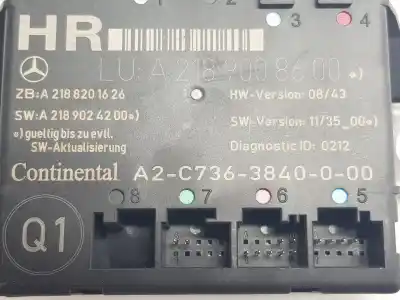 1 2 3 4
HR
LU: A 218 900 86 00 *)
ZB:A 218 820 16 26
HW-Version: 08/43
SW:A 218 902 42 00*)
SW-Version: 11/35_00*)
*) gueltig bis zu evtl.
SW-Aktualisierung
Diagnostic ID: 0212
Continental A2-C736-3840-0-00
8 7 6 5
Q1